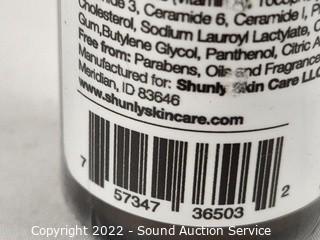 (Vitamin
3, Ceramide 6, Ceramide I,
Cholesterol, Sodium Lauroyl Lactylate,
Gum,Butylene Glycol, Panthenol, Citric
Free from: Parabens, Oils and Fragrance
Manufactured for: Shunly Skin Care LLC
Meridian, ID 83646
www.shunlyskincare.com
7 57347 36503 2
Copyright 2022 - Sound Auction Service